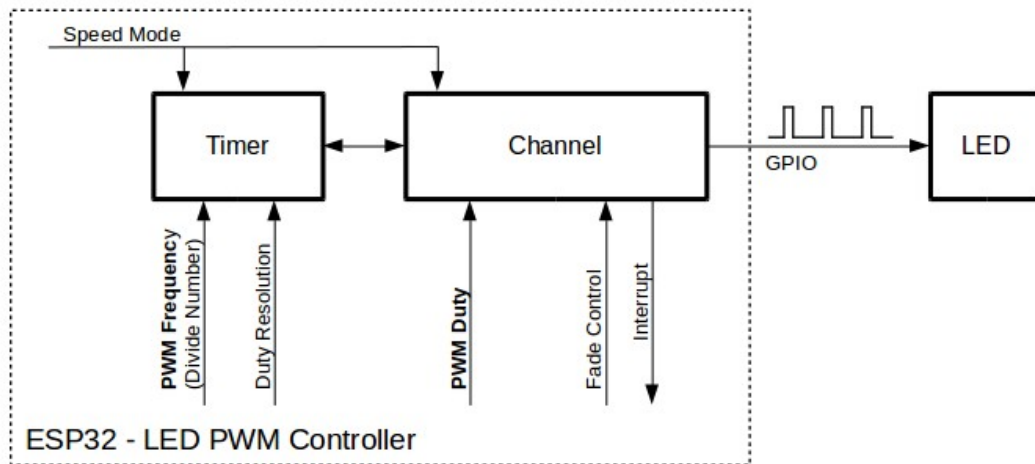 Speed Mode
Timer
Channel
GPIO
LED
PWM Frequency
(Divide Number)
Duty Resolution
PWM Duty
Fade Control
Interrupt
ESP32 - LED PWM Controller